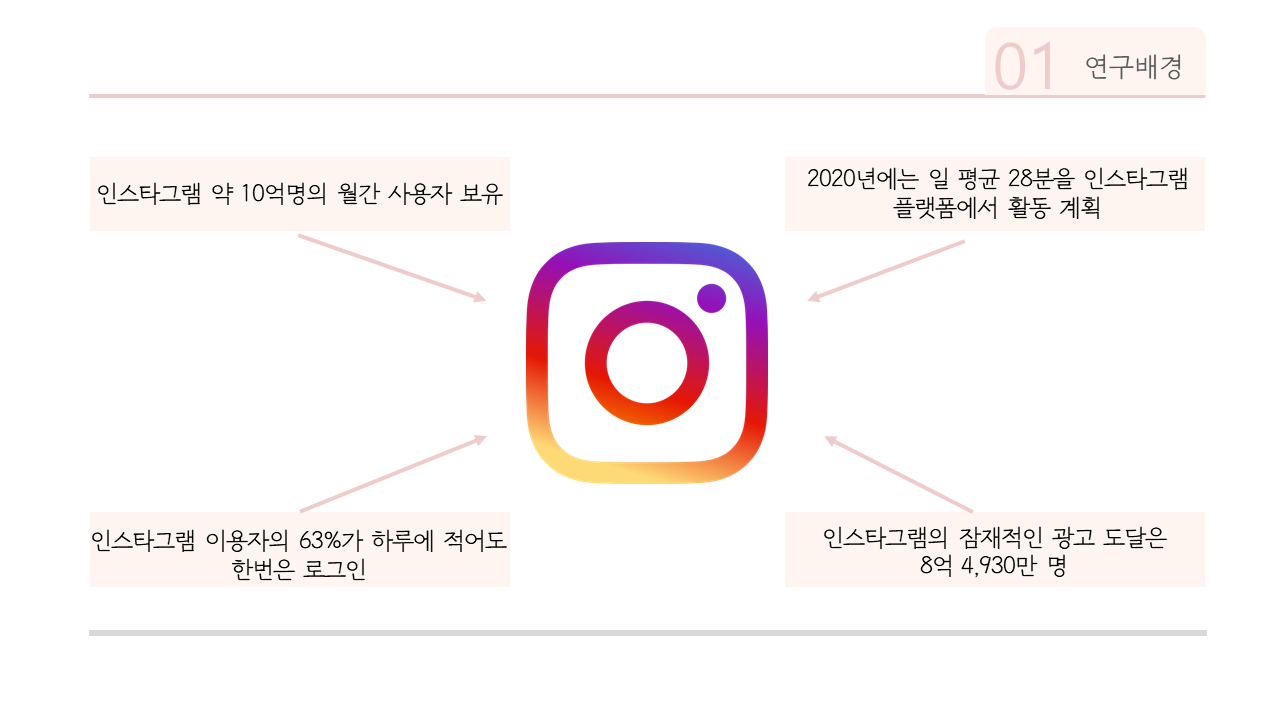 01 연구배경
인스타그램 약 10억명의 월간 사용자 보유
2020년에는 일 평균 28분을 인스타그램
플랫폼에서 활동 계획
인스타그램 이용자의 63%가 하루에 적어도
한번은 로그인
인스타그램의 잠재적인 광고 도달은
8억 4,930만 명